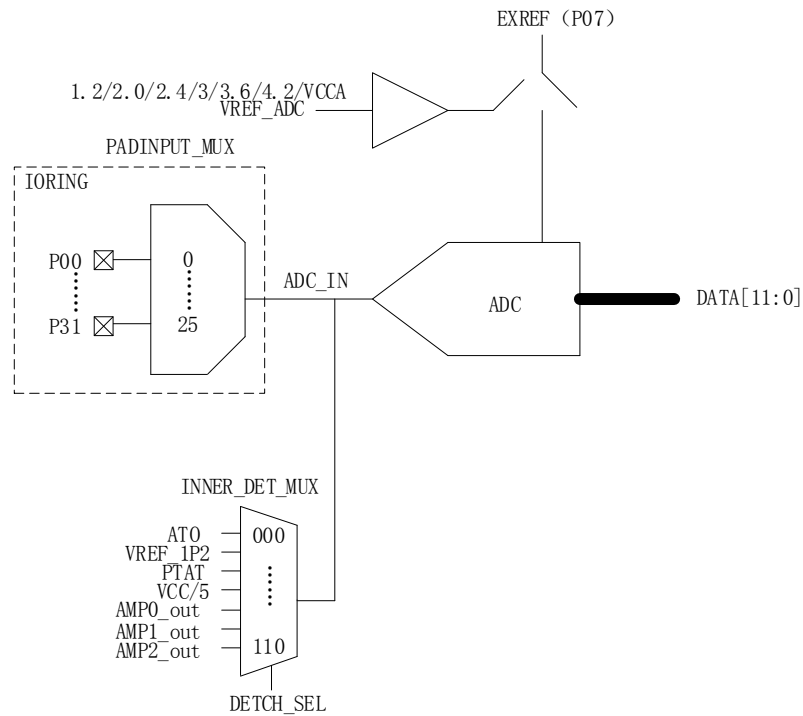 EXREF (P07)
1.2/2.0/2.4/3/3.6/4.2/VCCA
VREF_ADC
PADINPUT_MUX
IORING
P00
0
ADC_IN
P31
25
ADC
DATA[11:0]
INNER_DET_MUX
ATO
000
VREF_1P2
PTAT
VCC/5
AMP0_out
AMP1_out
AMP2_out
110
DETCH_SEL